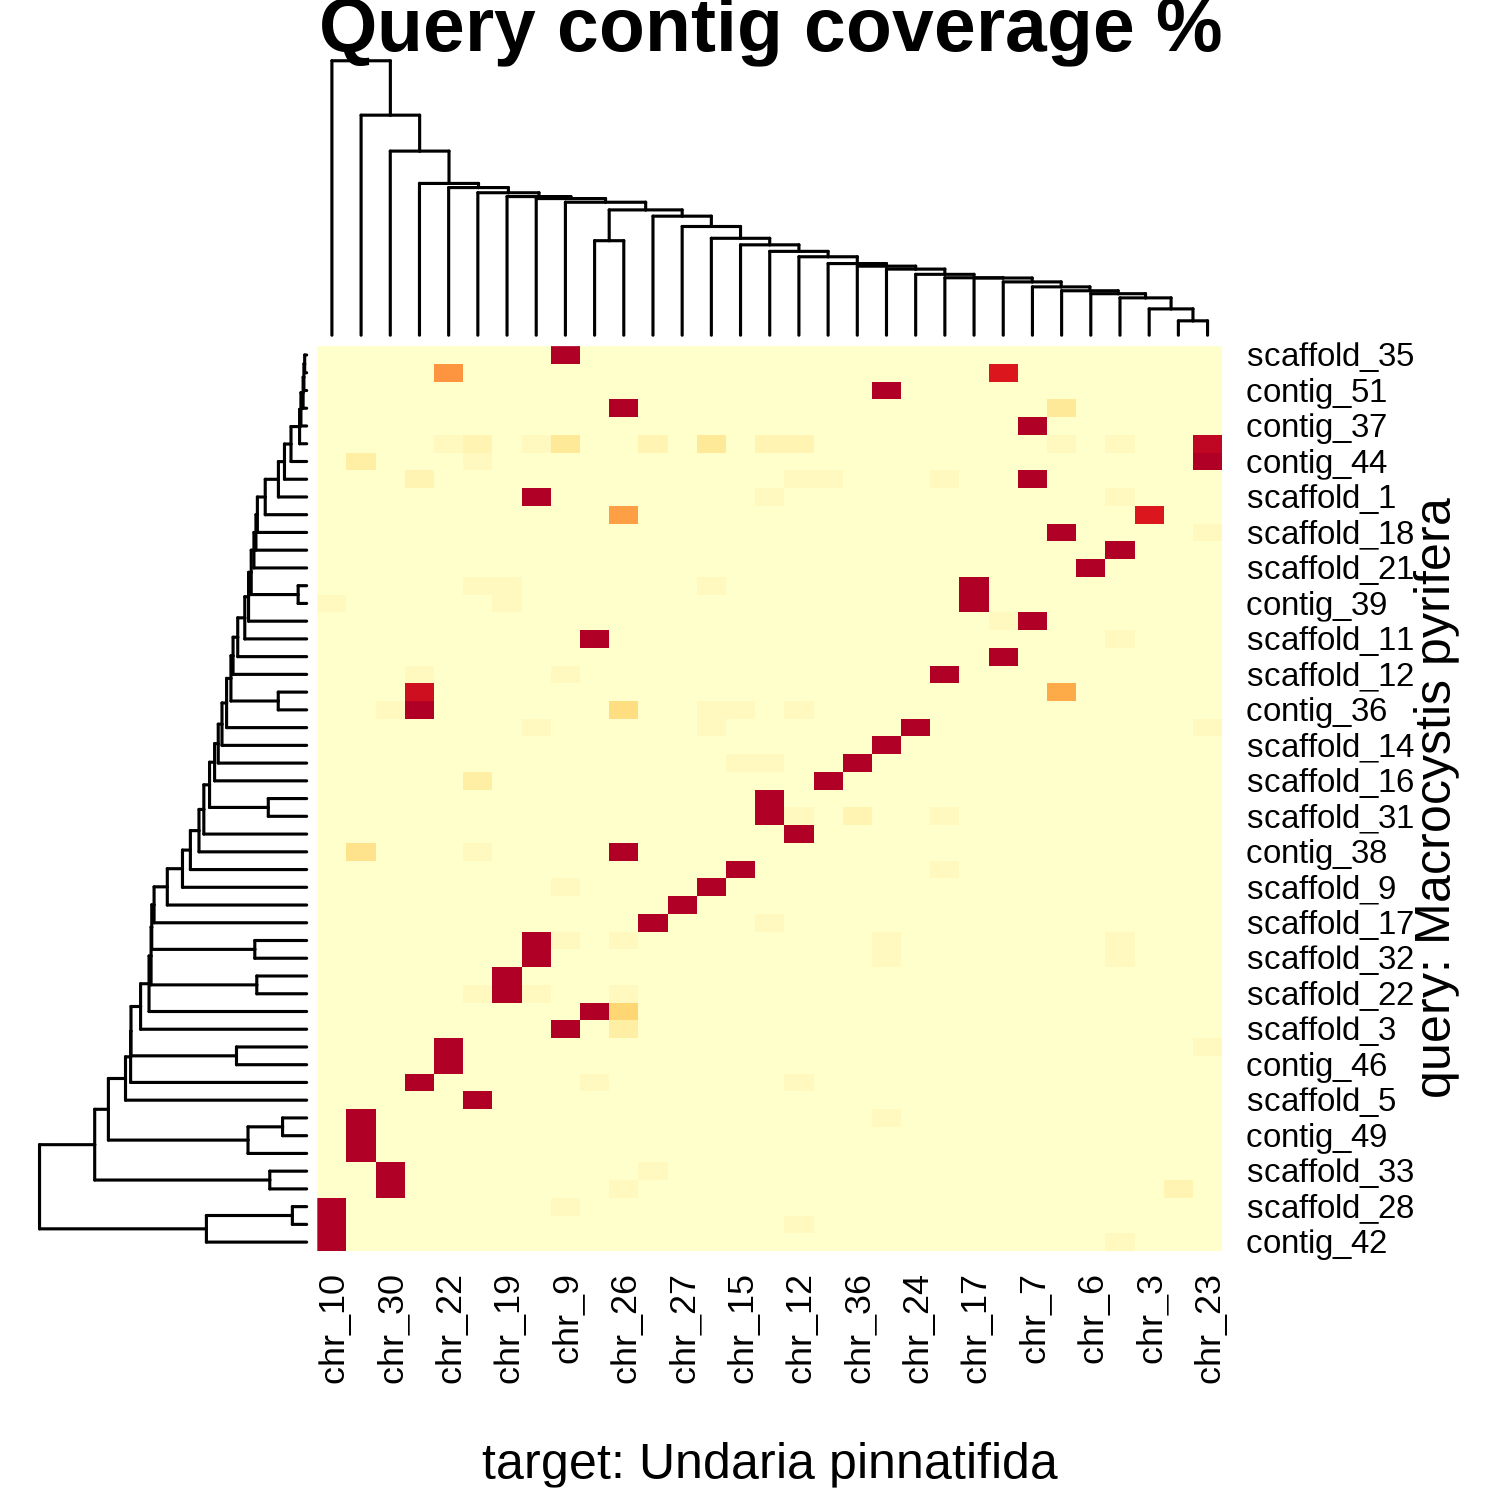 Query contig coverage %
scaffold_35
contig_51
contig_37
contig_44
scaffold_1
scaffold_18
scaffold_21
contig_39
scaffold_11
scaffold_12
contig_36
scaffold_14
scaffold_16
scaffold_31
contig_38
scaffold_9
scaffold_17
scaffold_32
scaffold_22
scaffold_3
contig_46
scaffold_5
contig_49
scaffold_33
scaffold_28
contig_42
query: Macrocystis pyrifera
chr_10
chr_30
chr_22
chr_19
chr_9
chr_26
chr_27
chr_15
chr_12
chr_36
chr_24
chr_17
chr_7
chr_6
chr_3
chr_23
target: Undaria pinnatifida